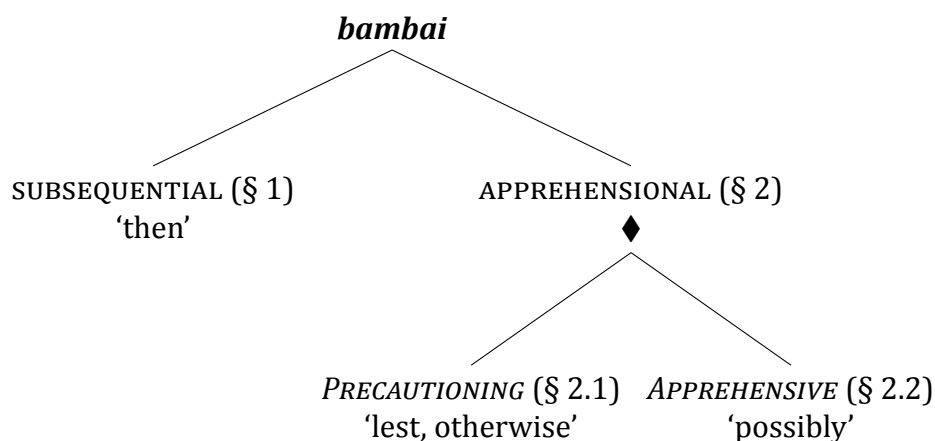 bambai
SUBSEQUENTIAL (§ 1) APPREHENSIONAL (§ 2)
‘then’ ♦
PRECAUTIONING (§ 2.1) APPREHENSIVE (§ 2.2)
‘lest, otherwise’ ‘possibly’